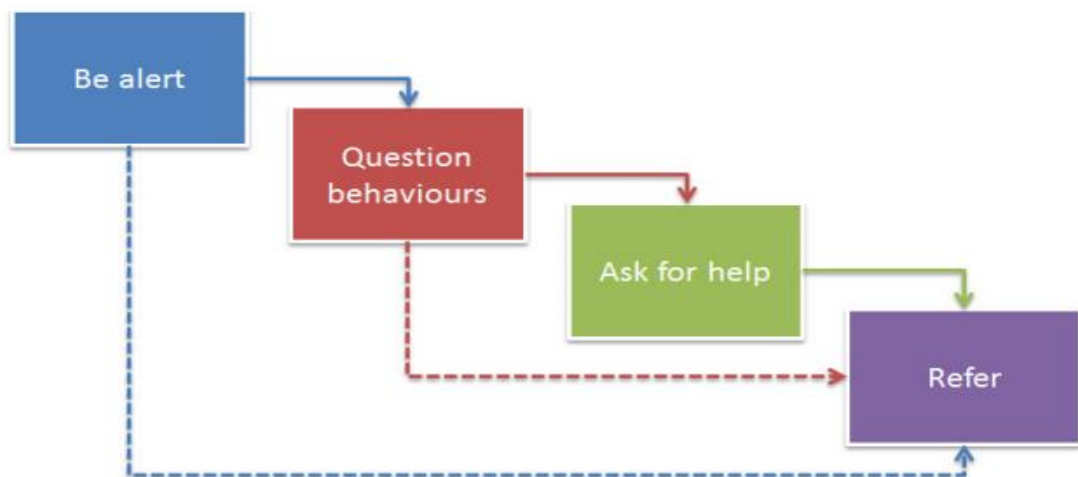 Be alert
Question
behaviours
Ask for help
Refer